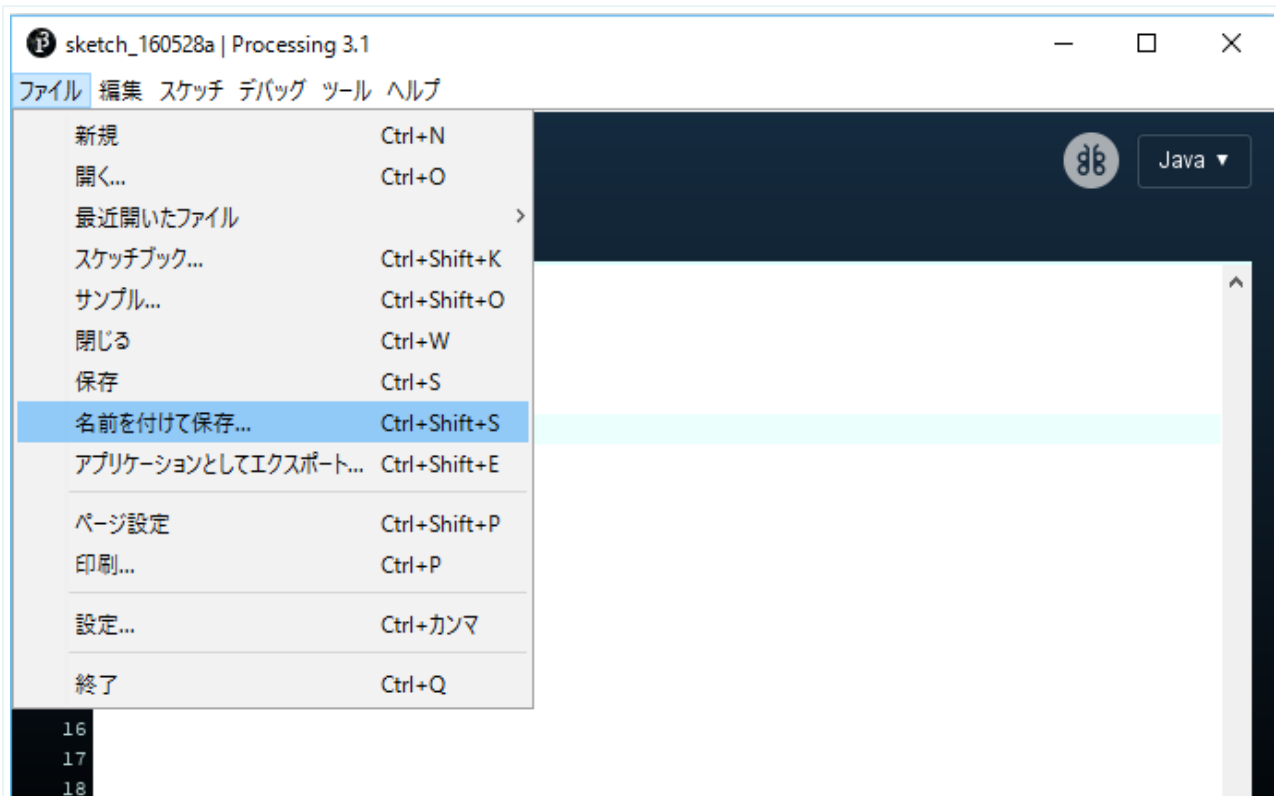 sketch_160528a | Processing 3.1
ファイル 編集 スケッチ デバッグ ツール ヘルプ
新規 Ctrl+N
開く... Ctrl+O
最近開いたファイル
スケッチブック... Ctrl+Shift+K
サンプル... Ctrl+Shift+O
閉じる Ctrl+W
保存 Ctrl+S
名前を付けて保存... Ctrl+Shift+S
アプリケーションとしてエクスポート... Ctrl+Shift+E
ページ設定 Ctrl+Shift+P
印刷... Ctrl+P
設定... Ctrl+カンマ
終了 Ctrl+Q
Java ▼
16
17
18